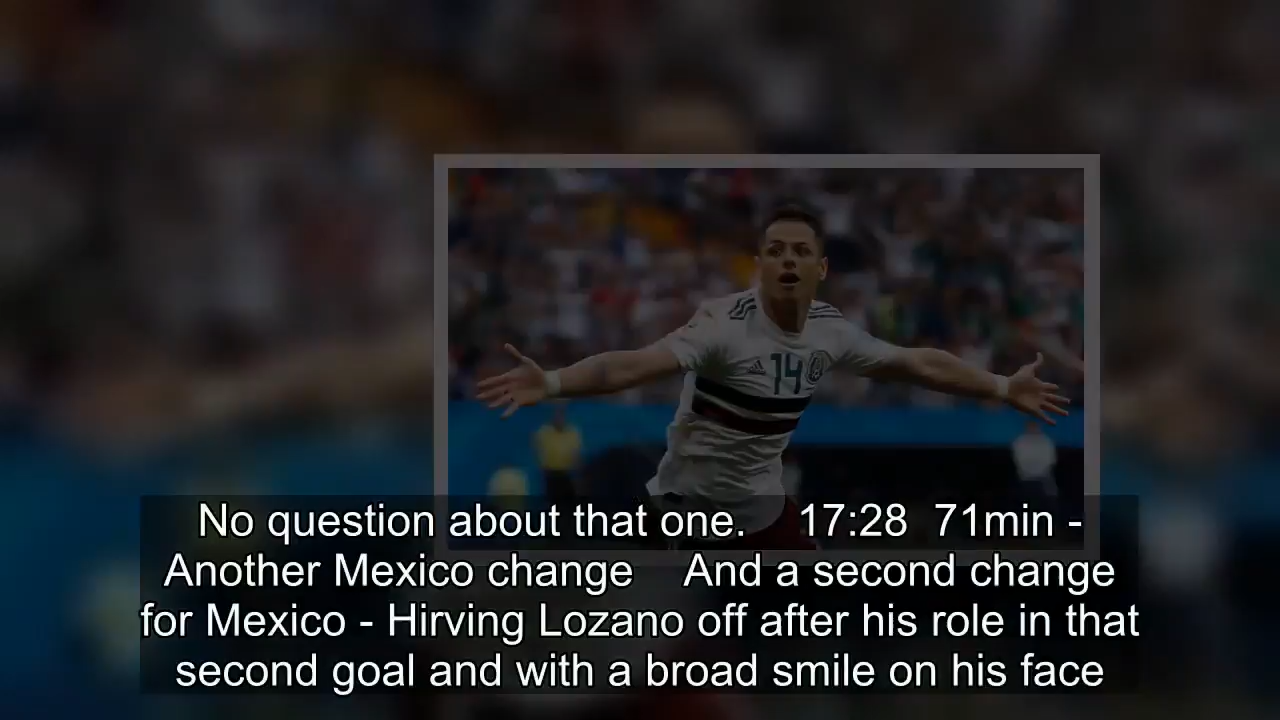 14
No question about that one. 17:28 71min -
Another Mexico change And a second change
for Mexico - Hirving Lozano off after his role in that
second goal and with a broad smile on his face